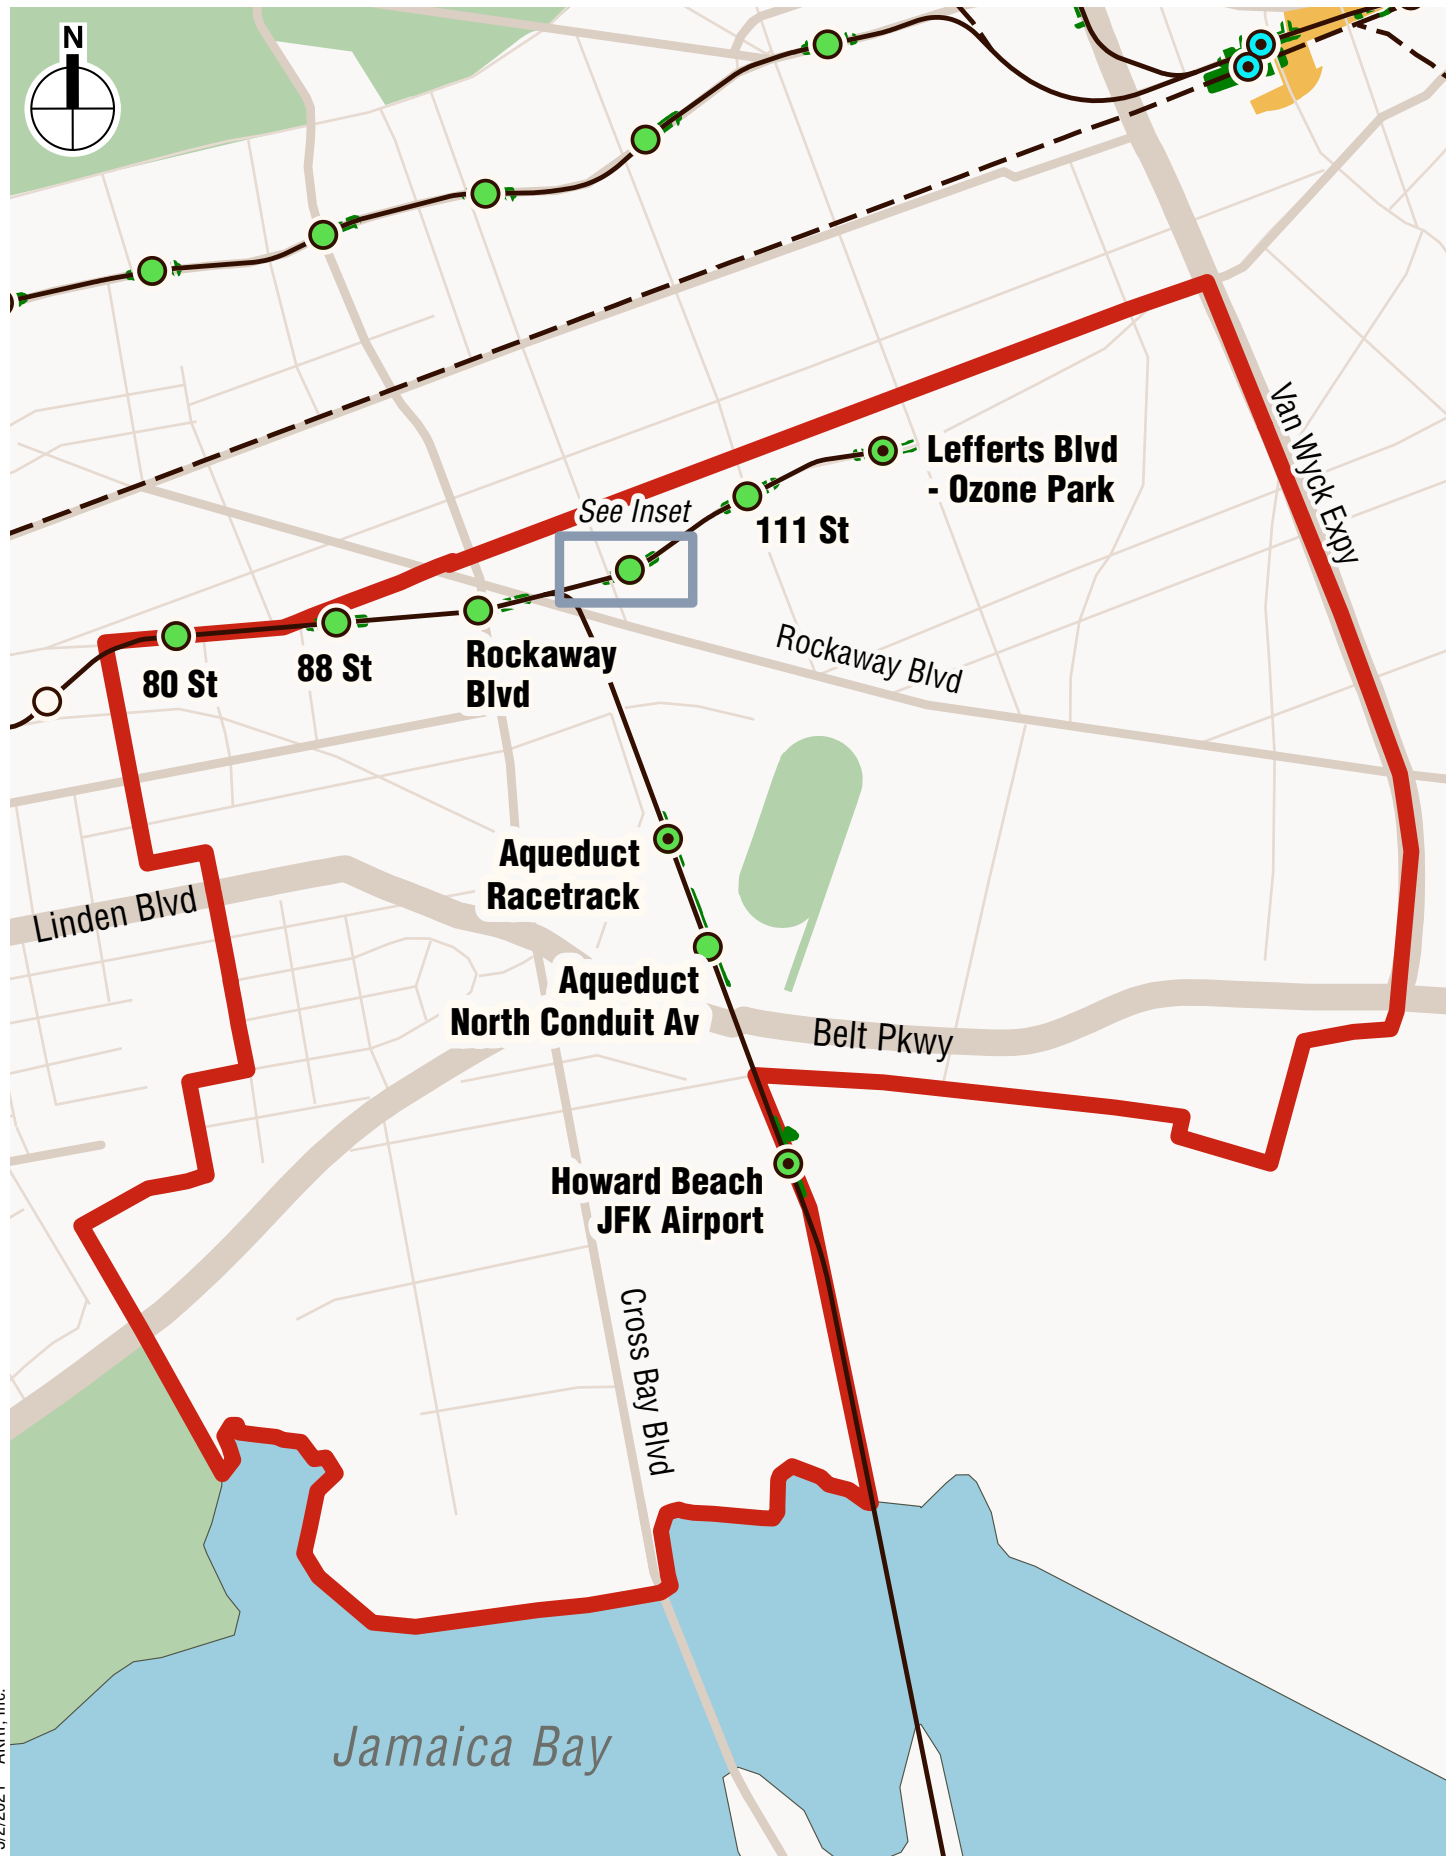 N
Van Wyck Expy
Lefferts Blvd
- Ozone Park
See Inset
111 St
80 St
88 St
Rockaway
Blvd
Rockaway Blvd
Aqueduct
Racetrack
Linden Blvd
Aqueduct
North Conduit Av
Belt Pkwy
Howard Beach
JFK Airport
Cross Bay Blvd
Jamaica Bay